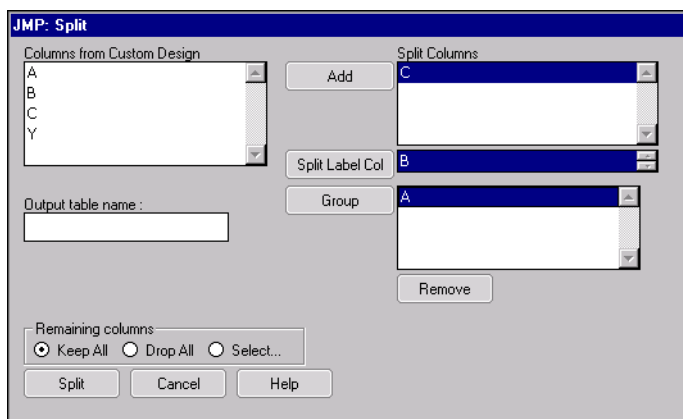 JMP: Split
Columns from Custom Design
A
B
C
Y
Add
Split Columns
C
Split Label Col
B
Group
A
Output table name :
Remove
Remaining columns
Keep All Drop All Select...
Split Cancel Help